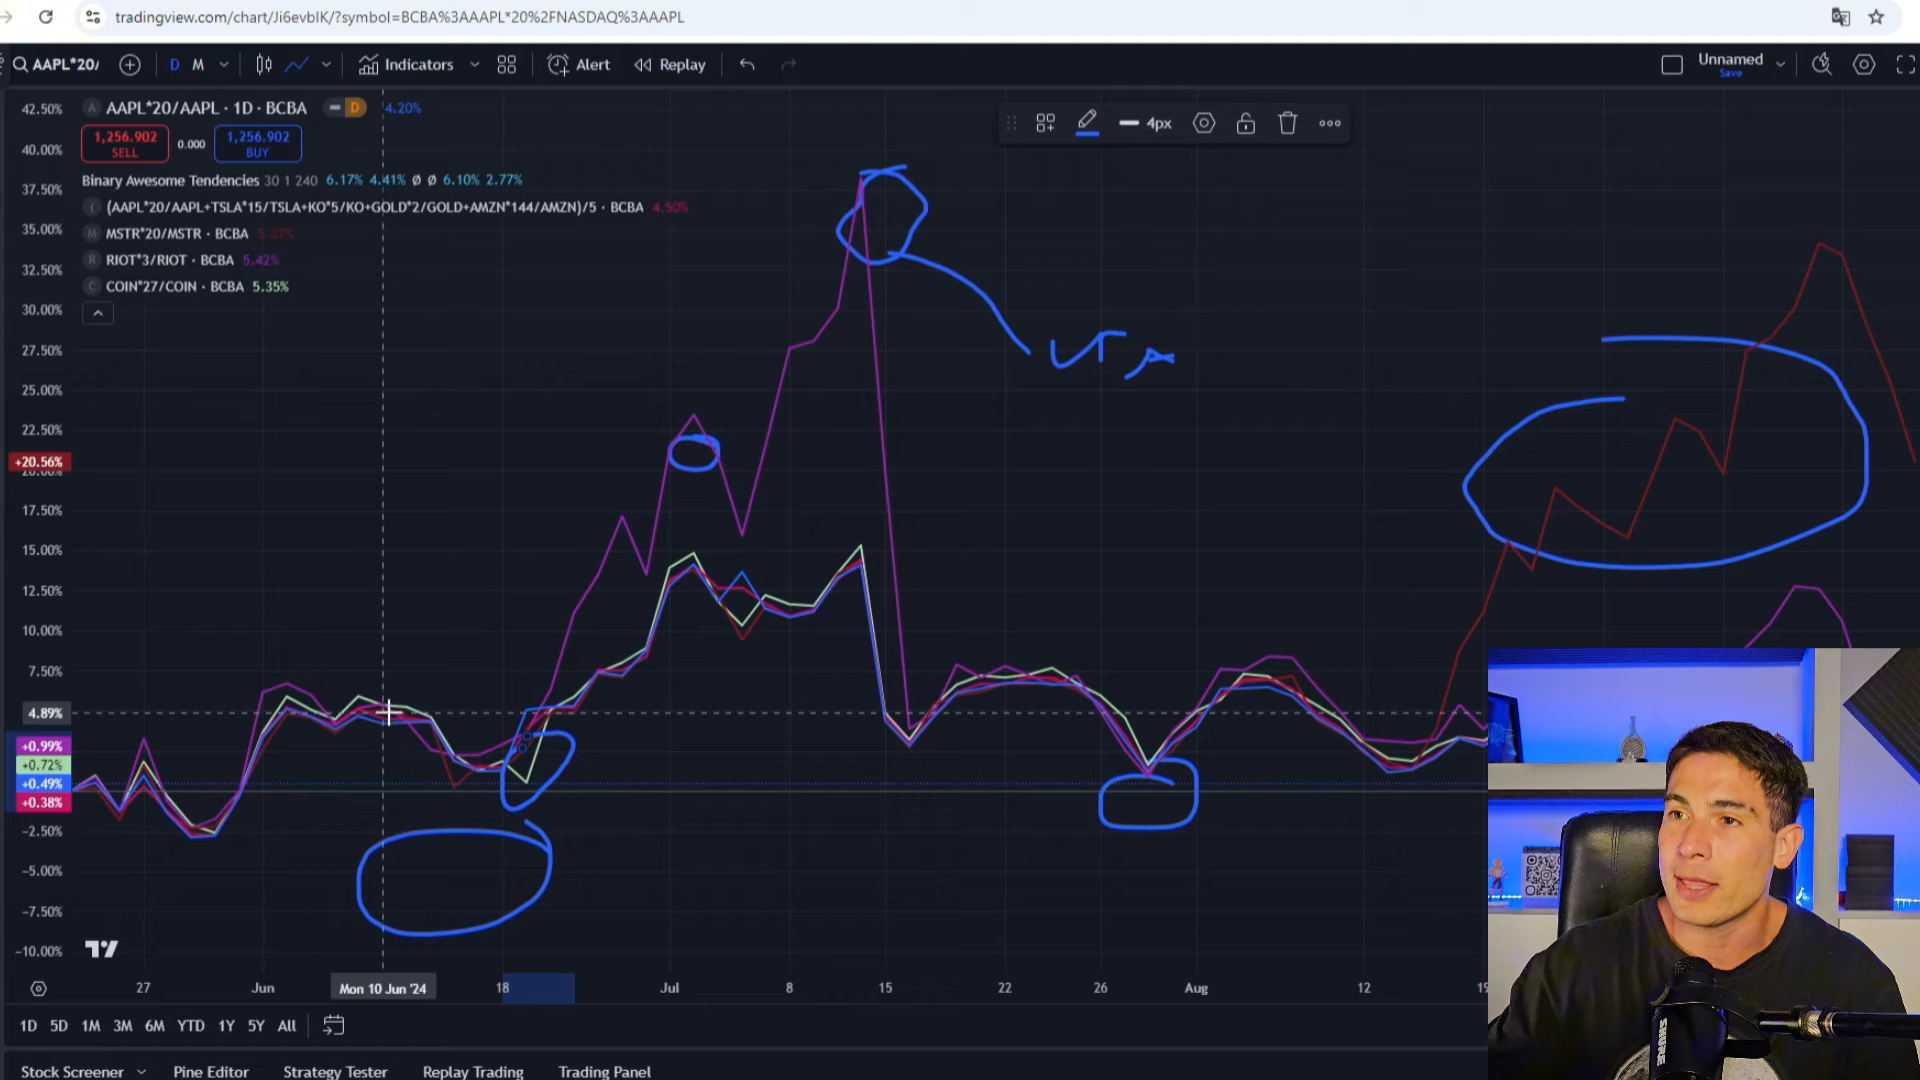 tradingview.com/chart/Ji6evbIK/?symbol=BCBA%3AAAPL*20%2FNASDAQ%3AAAPL
AAPL*20/ D M Indicators Alert Replay Unnamed
Save
AAPL*20/AAPL · 1D · BCBA D 4.20%
1,256.902 SELL 0.000 1,256.902 BUY
4px
Binary Awesome Tendencies 30 1 240 6.17% 4.41% Ø Ø 6.10% 2.77%
(AAPL*20/AAPL+TSLA*15/TSLA+KO*5/KO+GOLD*2/GOLD+AMZN*144/AMZN)/5 · BCBA 4.50%
MSTR*20/MSTR · BCBA
RIOT*3/RIOT · BCBA 5.42%
COIN*27/COIN · BCBA 5.35%
42.50%
40.00%
37.50%
35.00%
32.50%
30.00%
27.50%
25.00%
22.50%
+20.56%
20.00%
17.50%
15.00%
12.50%
10.00%
7.50%
4.89%
+0.99%
+0.72%
+0.49%
+0.38%
−2.50%
−5.00%
−7.50%
−10.00%
27 Jun Mon 10 Jun '24 18 Jul 8 15 22 26 Aug 12
1D 5D 1M 3M 6M YTD 1Y 5Y All
Stock Screener Pine Editor Strategy Tester Replay Trading Trading Panel
SHURE